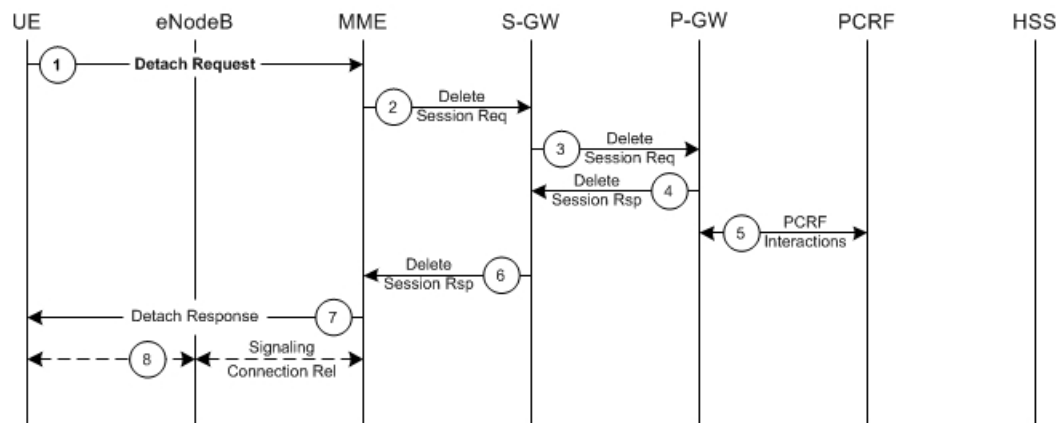 UE eNodeB MME S-GW P-GW PCRF HSS
1 Detach Request
2 Delete
Session Req
3 Delete
Session Req
Delete 4
Session Rsp
5 PCRF
Interactions
Delete 6
Session Rsp
Detach Response 7
8 Signaling
Connection Rel